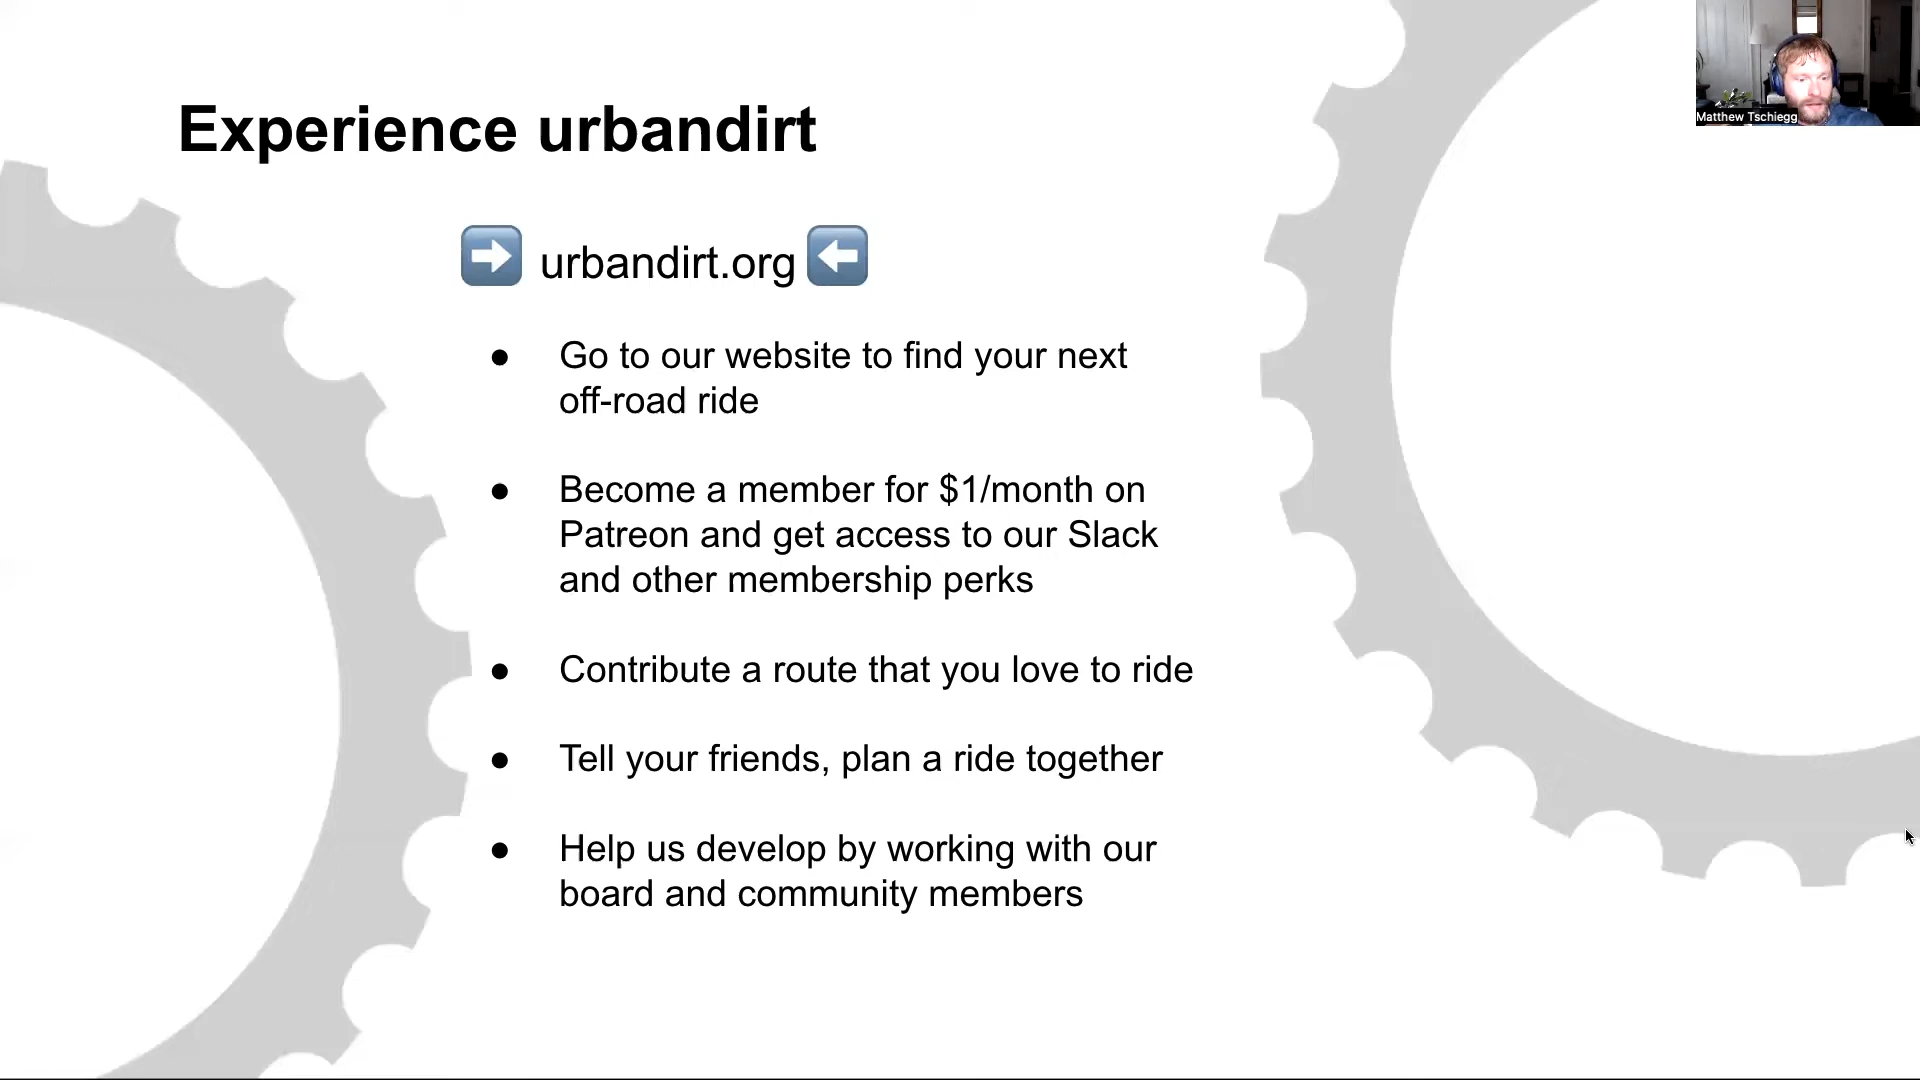 Experience urbandirt
➡️ urbandirt.org ⬅️
● Go to our website to find your next
off-road ride
● Become a member for $1/month on
Patreon and get access to our Slack
and other membership perks
● Contribute a route that you love to ride
● Tell your friends, plan a ride together
● Help us develop by working with our
board and community members
Matthew Tschiegg